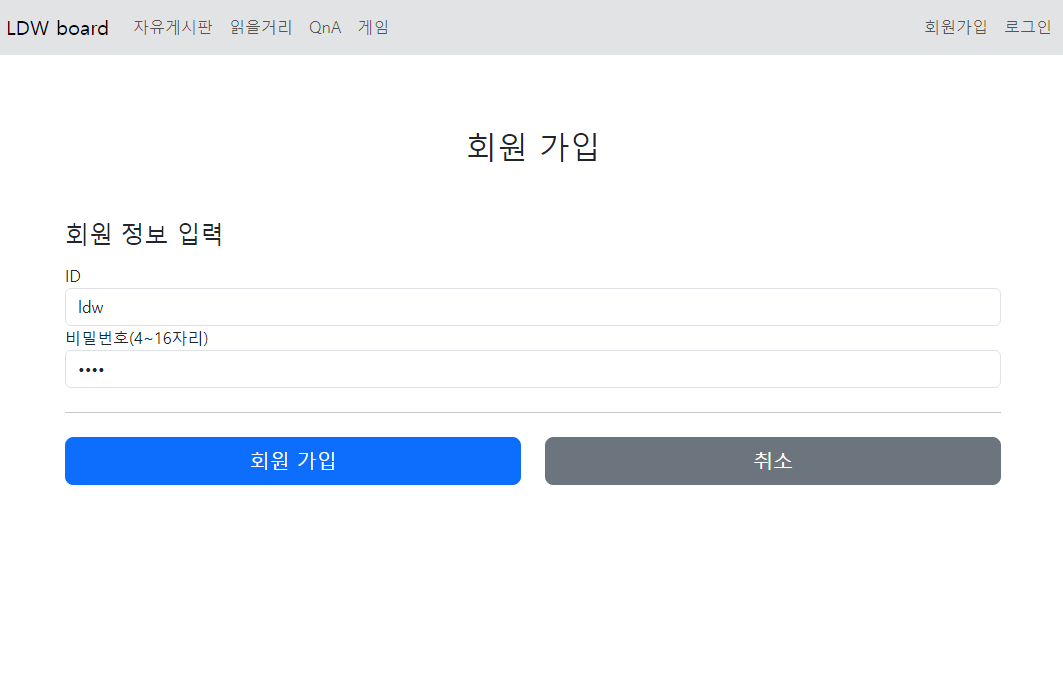 LDW board 자유게시판 읽을거리 QnA 게임 회원가입 로그인
회원 가입
회원 정보 입력
ID
ldw
비밀번호(4~16자리)
••••
회원 가입 취소